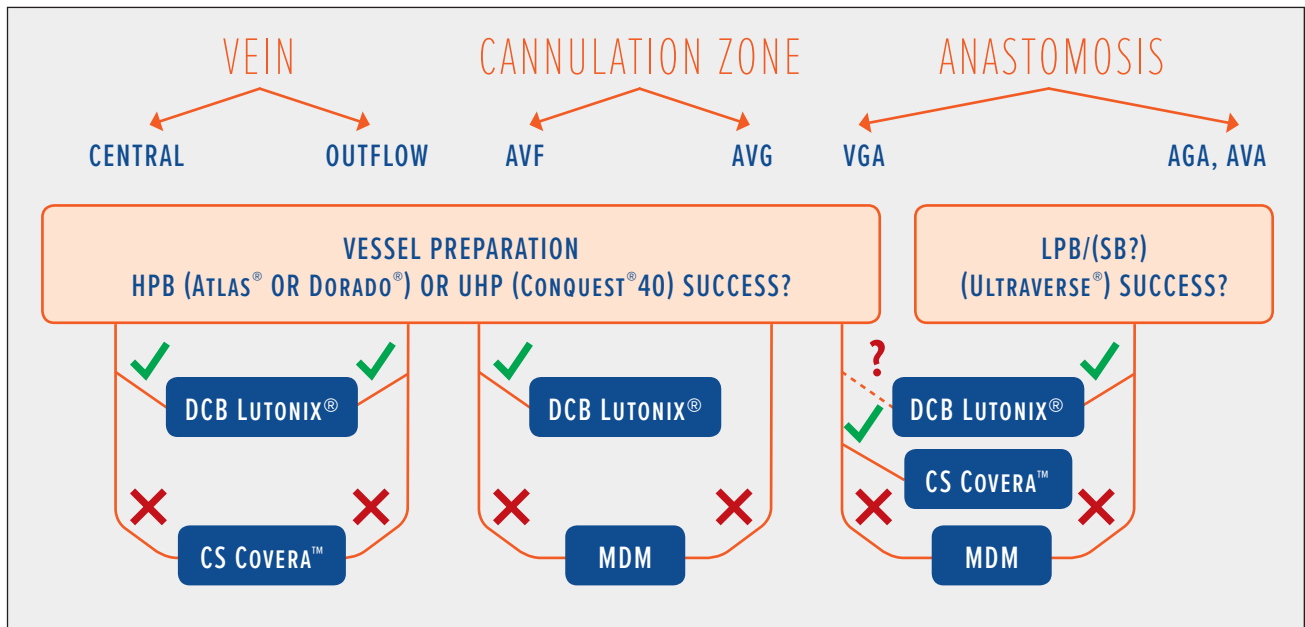 VEIN
CANNULATION ZONE
ANASTOMOSIS
CENTRAL
OUTFLOW
AVF
AVG
VGA
AGA, AVA
VESSEL PREPARATION
HPB (ATLAS® OR DORADO®) OR UHP (CONQUEST®40) SUCCESS?
LPB/(SB?)
(ULTRAVERSE®) SUCCESS?
?
DCB LUTONIX®
DCB LUTONIX®
DCB LUTONIX®
CS COVERA™
CS COVERA™
MDM
MDM